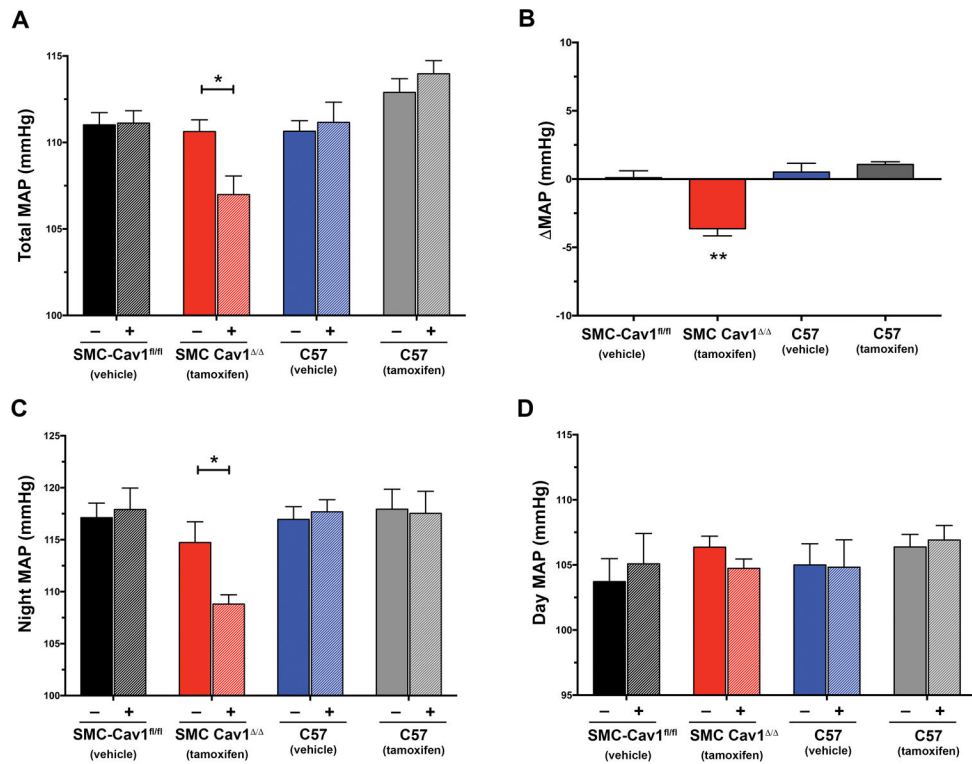 A
Total MAP (mmHg)
115
110
105
100
*
– + – + – + – +
SMC-Cav1fl/fl SMC Cav1Δ/Δ C57 C57
(vehicle) (tamoxifen) (vehicle) (tamoxifen)
B
ΔMAP (mmHg)
10
5
0
-5
-10
**
SMC-Cav1fl/fl SMC Cav1Δ/Δ C57 C57
(vehicle) (tamoxifen) (vehicle) (tamoxifen)
C
Night MAP (mmHg)
125
120
115
110
105
100
*
– + – + – + – +
SMC-Cav1fl/fl SMC Cav1Δ/Δ C57 C57
(vehicle) (tamoxifen) (vehicle) (tamoxifen)
D
Day MAP (mmHg)
115
110
105
100
95
– + – + – + – +
SMC-Cav1fl/fl SMC Cav1Δ/Δ C57 C57
(vehicle) (tamoxifen) (vehicle) (tamoxifen)